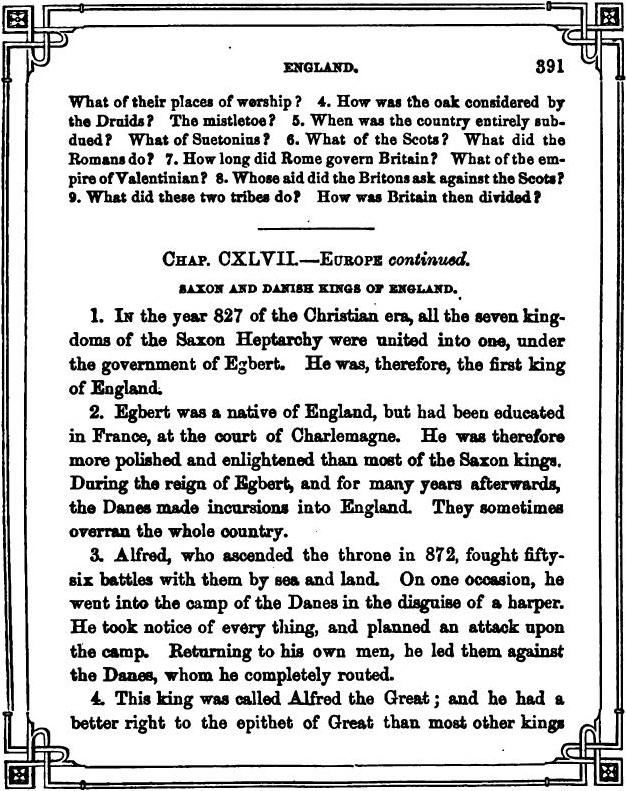 ENGLAND. 391
What of their places of worship? 4. How was the oak considered by
the Druids? The mistletoe? 5. When was the country entirely sub-
dued? What of Suetonius? 6. What of the Scots? What did the
Romans do? 7. How long did Rome govern Britain? What of the em-
pire of Valentinian? 8. Whose aid did the Britons ask against the Scots?
9. What did these two tribes do? How was Britain then divided?
CHAP. CXLVII.—EUROPE continued.
SAXON AND DANISH KINGS OF ENGLAND.
1. IN the year 827 of the Christian era, all the seven king-
doms of the Saxon Heptarchy were united into one, under
the government of Egbert. He was, therefore, the first king
of England.
2. Egbert was a native of England, but had been educated
in France, at the court of Charlemagne. He was therefore
more polished and enlightened than most of the Saxon kings.
During the reign of Egbert, and for many years afterwards,
the Danes made incursions into England. They sometimes
overran the whole country.
3. Alfred, who ascended the throne in 872, fought fifty-
six battles with them by sea and land. On one occasion, he
went into the camp of the Danes in the disguise of a harper.
He took notice of every thing, and planned an attack upon
the camp. Returning to his own men, he led them against
the Danes, whom he completely routed.
4. This king was called Alfred the Great; and he had a
better right to the epithet of Great than most other kings